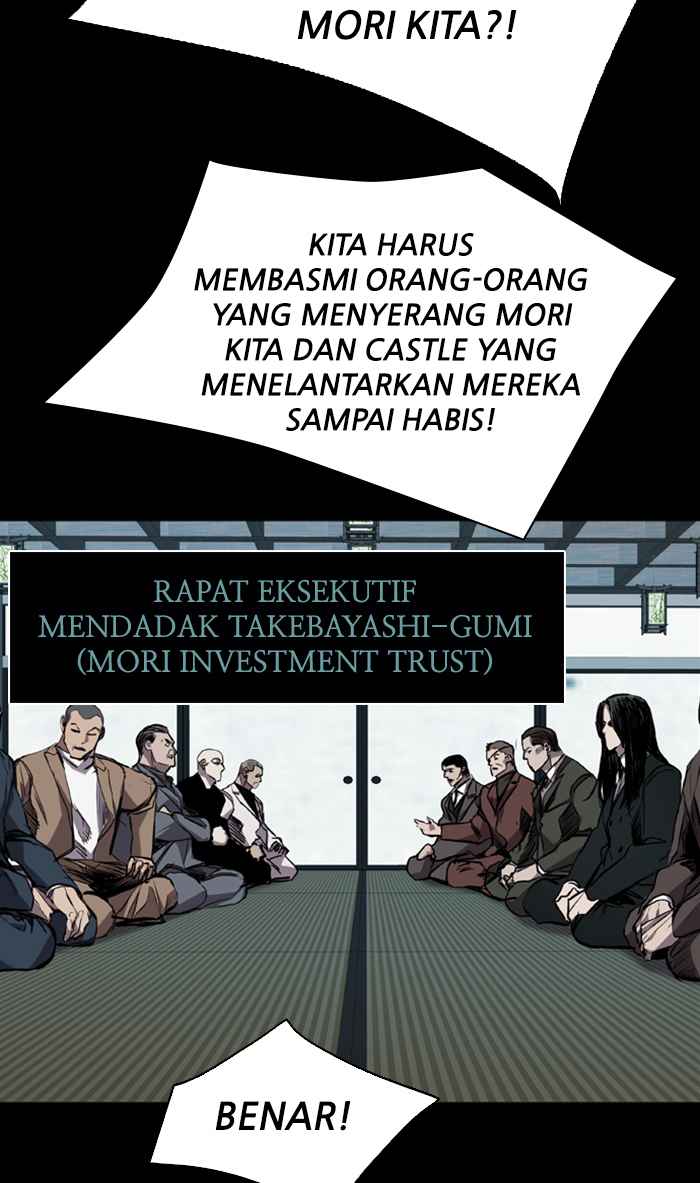 MORI KITA?!
KITA HARUS
MEMBASMI ORANG-ORANG
YANG MENYERANG MORI
KITA DAN CASTLE YANG
MENELANTARKAN MEREKA
SAMPAI HABIS!
RAPAT EKSEKUTIF
MENDADAK TAKEBAYASHI-GUMI
(MORI INVESTMENT TRUST)
BENAR!